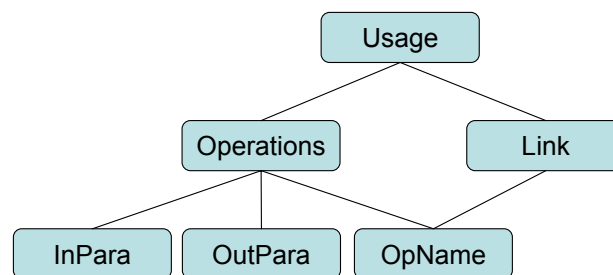 Usage
Operations
Link
InPara
OutPara
OpName